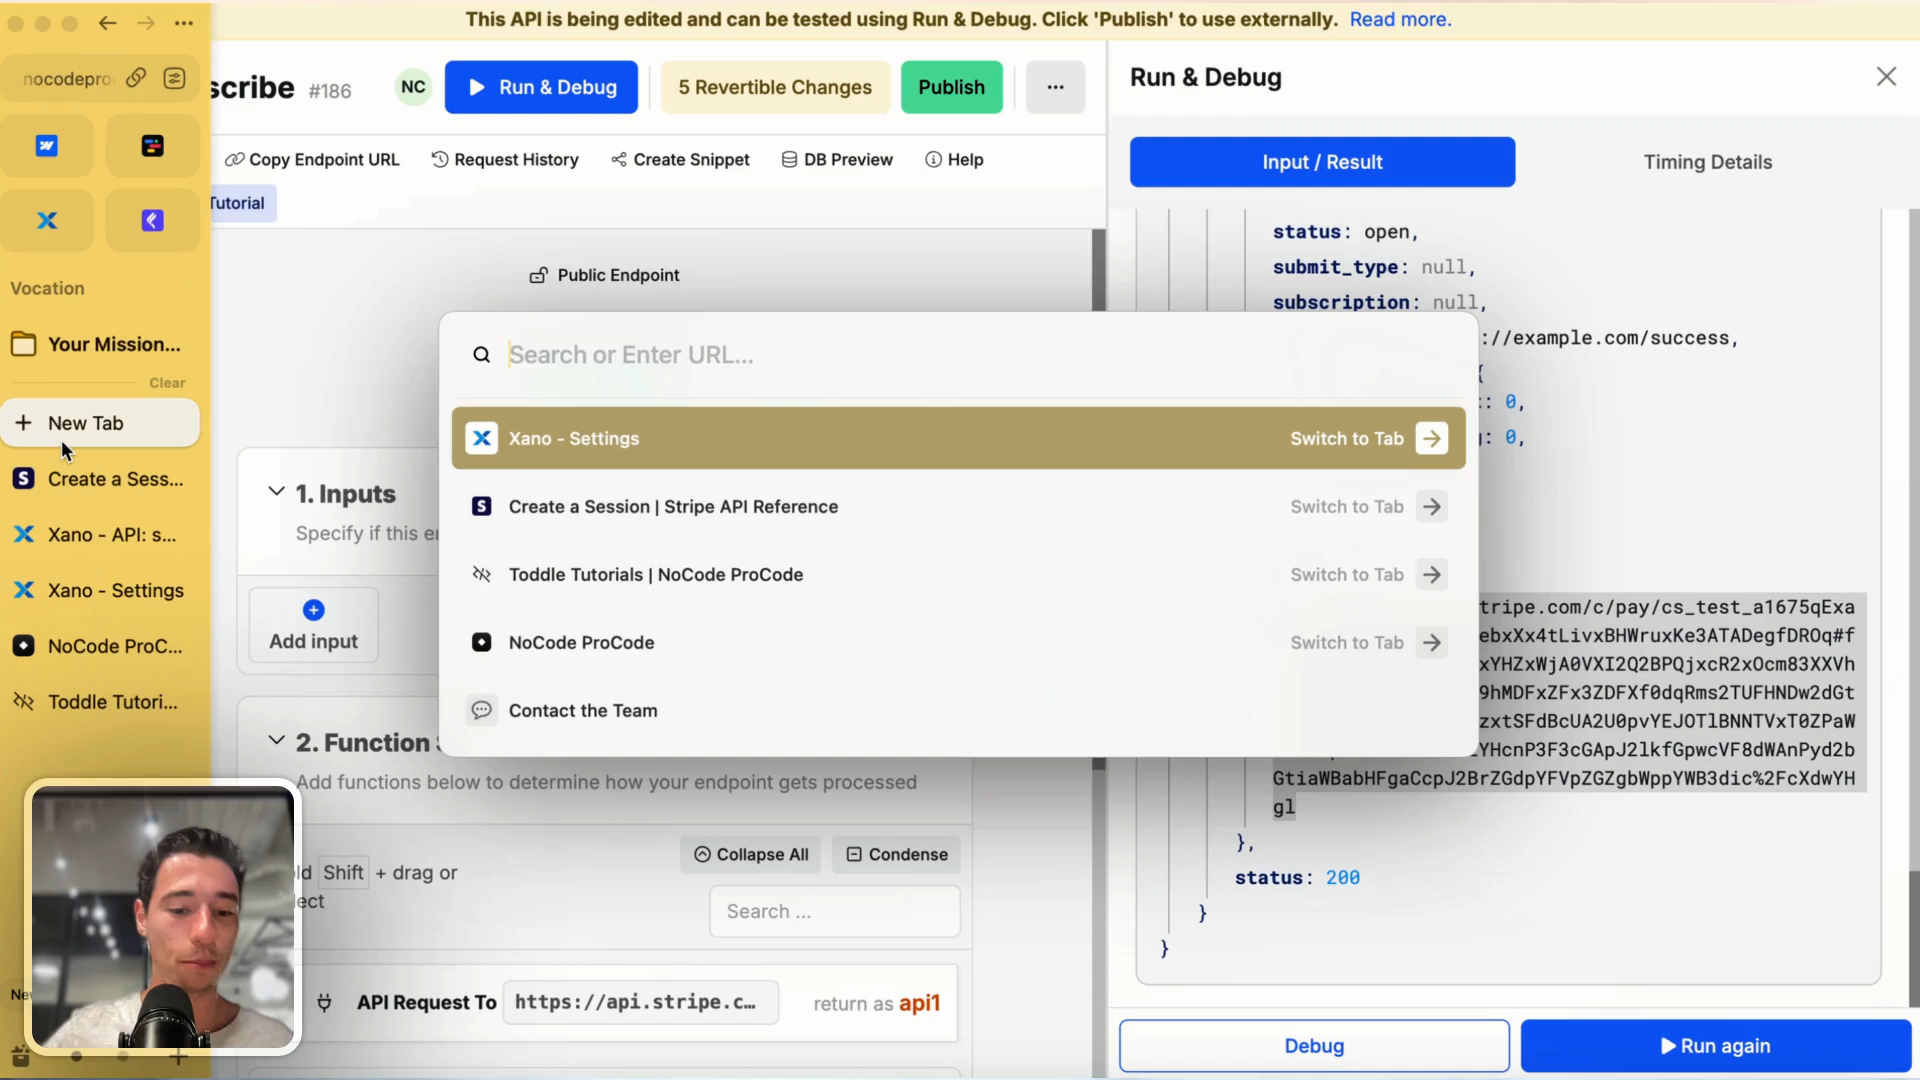 This API is being edited and can be tested using Run & Debug. Click 'Publish' to use externally. Read more.
nocodepro
scribe #186
NC
Run & Debug
5 Revertible Changes
Publish
Run & Debug
Copy Endpoint URL
Request History
Create Snippet
DB Preview
Help
Tutorial
Input / Result
Timing Details
Public Endpoint
Vocation
Your Mission...
Clear
New Tab
Create a Sess...
Xano - API: s...
Xano - Settings
NoCode ProC...
Toddle Tutori...
Search or Enter URL...
Xano - Settings Switch to Tab
Create a Session | Stripe API Reference Switch to Tab
Toddle Tutorials | NoCode ProCode Switch to Tab
NoCode ProCode Switch to Tab
Contact the Team
1. Inputs
Specify if this e
Add input
2. Function
Add functions below to determine how your endpoint gets processed
Shift + drag or
Collapse All
Condense
Search ...
API Request To https://api.stripe.c... return as api1
status: open,
submit_type: null,
subscription: null,
://example.com/success,
{
: 0,
: 0,
tripe.com/c/pay/cs_test_a1675qExa
ebxXx4tLivxBHWruxKe3ATADegfDROq#f
xYHZxWjA0VXI2Q2BPQjxcR2xOcm83XXVh
9hMDFxZFx3ZDFXf0dqRms2TUFHNDw2dGt
zxtSFdBcUA2U0pvYEJOTlBNNTVxT0ZPaW
YHcnP3F3cGApJ2lkfGpwcVF8dWAnPyd2b
GtiaWBabHFgaCcpJ2BrZGdpYFVpZGZgbWppYWB3dic%2FcXdwYH
gl
},
status: 200
}
}
Debug
Run again